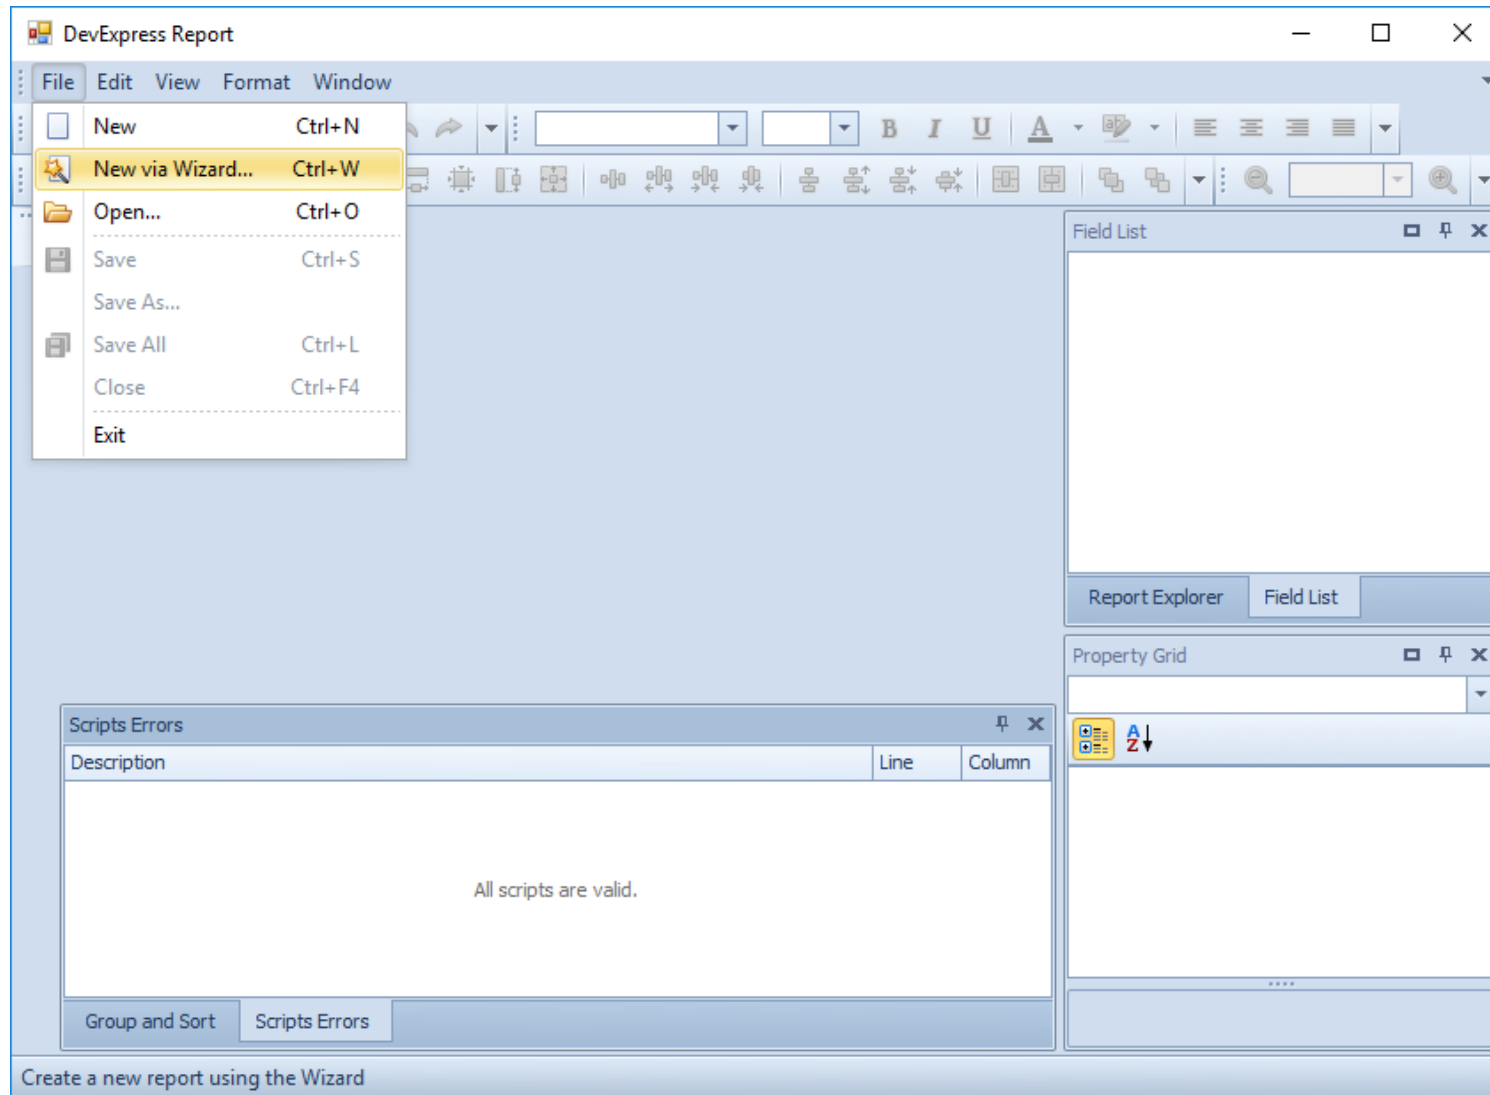 DevExpress Report
File Edit View Format Window
New Ctrl+N
B I U A ab
New via Wizard... Ctrl+W
Open... Ctrl+O
Field List
Save Ctrl+S
Save As...
Save All Ctrl+L
Close Ctrl+F4
Exit
Report Explorer Field List
Property Grid
Scripts Errors
A
Z
Description Line Column
All scripts are valid.
Group and Sort Scripts Errors
Create a new report using the Wizard